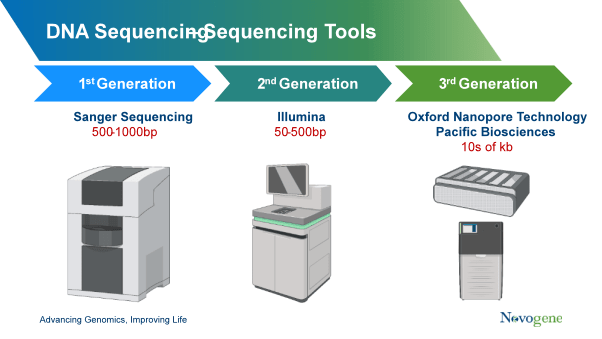 DNA Sequencing – Sequencing Tools
1st Generation
2nd Generation
3rd Generation
Sanger Sequencing
500-1000bp
Illumina
50-500bp
Oxford Nanopore Technology
Pacific Biosciences
10s of kb
Advancing Genomics, Improving Life
Novogene